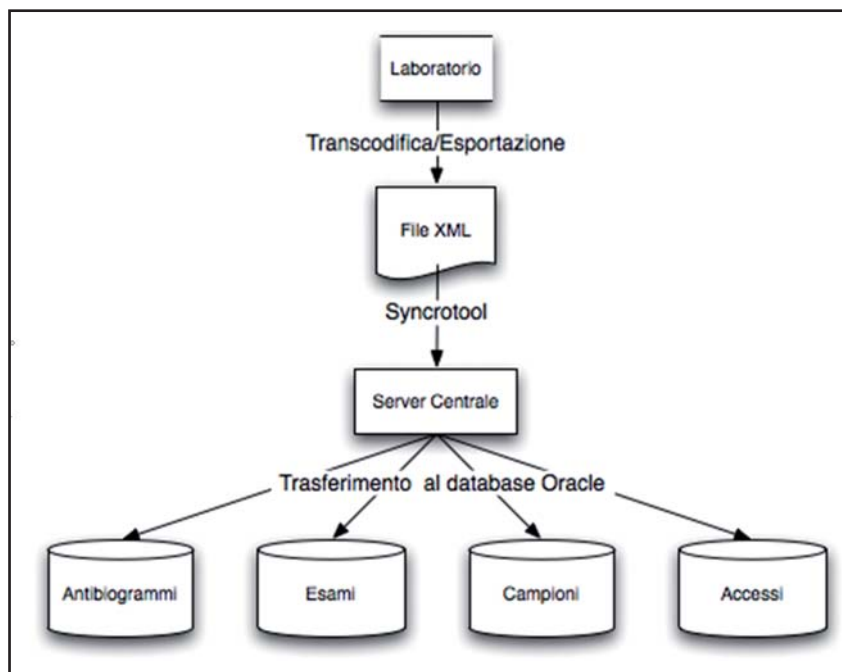 Laboratorio
Transcodifica/Esportazione
File XML
Syncrotool
Server Centrale
Trasferimento al database Oracle
Antibiogrammi
Esami
Campioni
Accessi